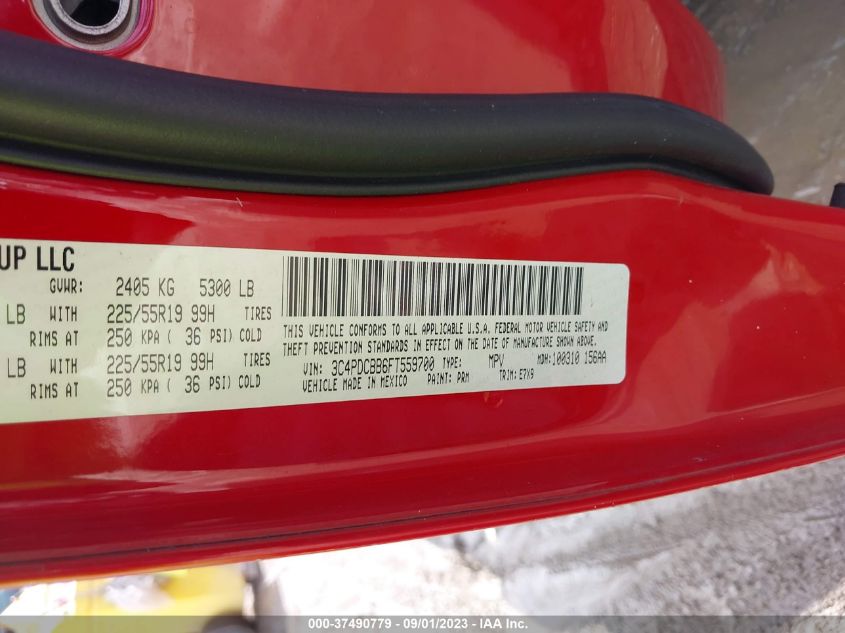 UP LLC
GVWR: 2405 KG 5300 LB
LB WITH 225/55R19 99H TIRES
RIMS AT 250 KPA ( 36 PSI) COLD
LB WITH 225/55R19 99H TIRES
RIMS AT 250 KPA ( 36 PSI) COLD
THIS VEHICLE CONFORMS TO ALL APPLICABLE U.S.A. FEDERAL MOTOR VEHICLE SAFETY AND
THEFT PREVENTION STANDARDS IN EFFECT ON THE DATE OF MANUFACTURE SHOWN ABOVE.
VIN: 3C4PDCBB6FT559700 TYPE: MPV MDH: 100310 156AA
VEHICLE MADE IN MEXICO PAINT: PRM TRIM: E7X9
000-37490779 - 09/01/2023 - IAAI.com